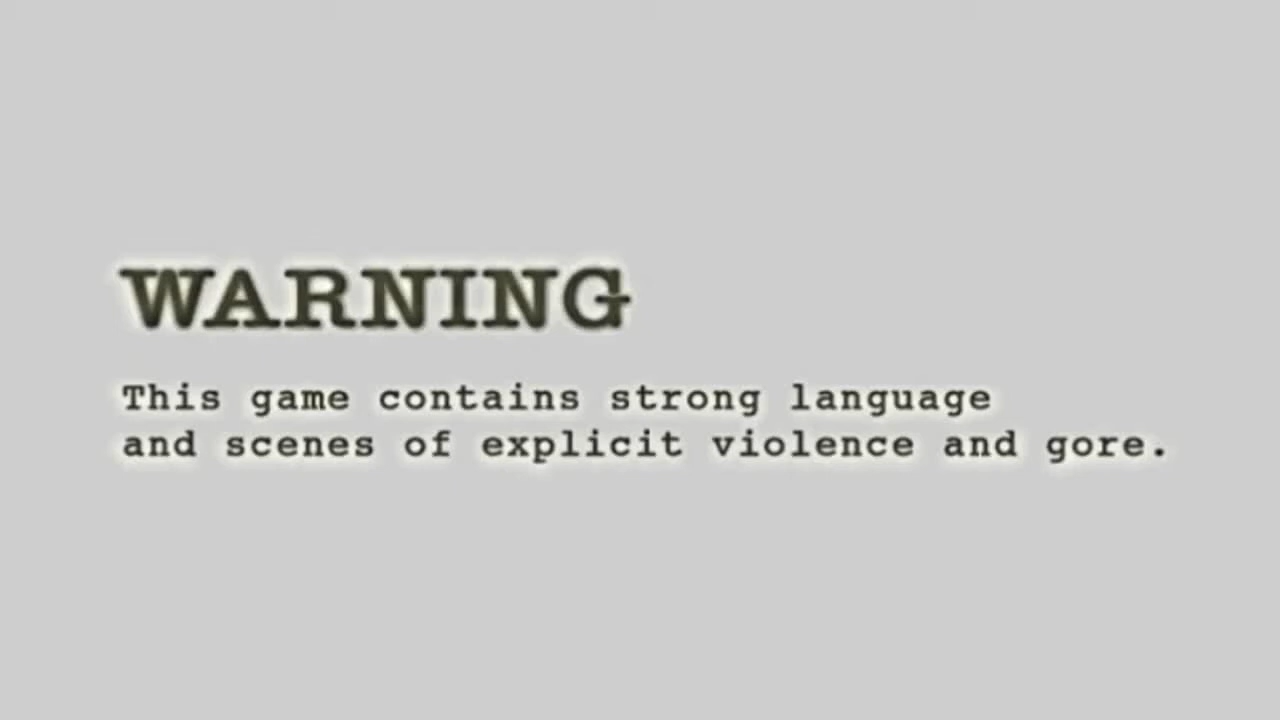 WARNING
This game contains strong language
and scenes of explicit violence and gore.